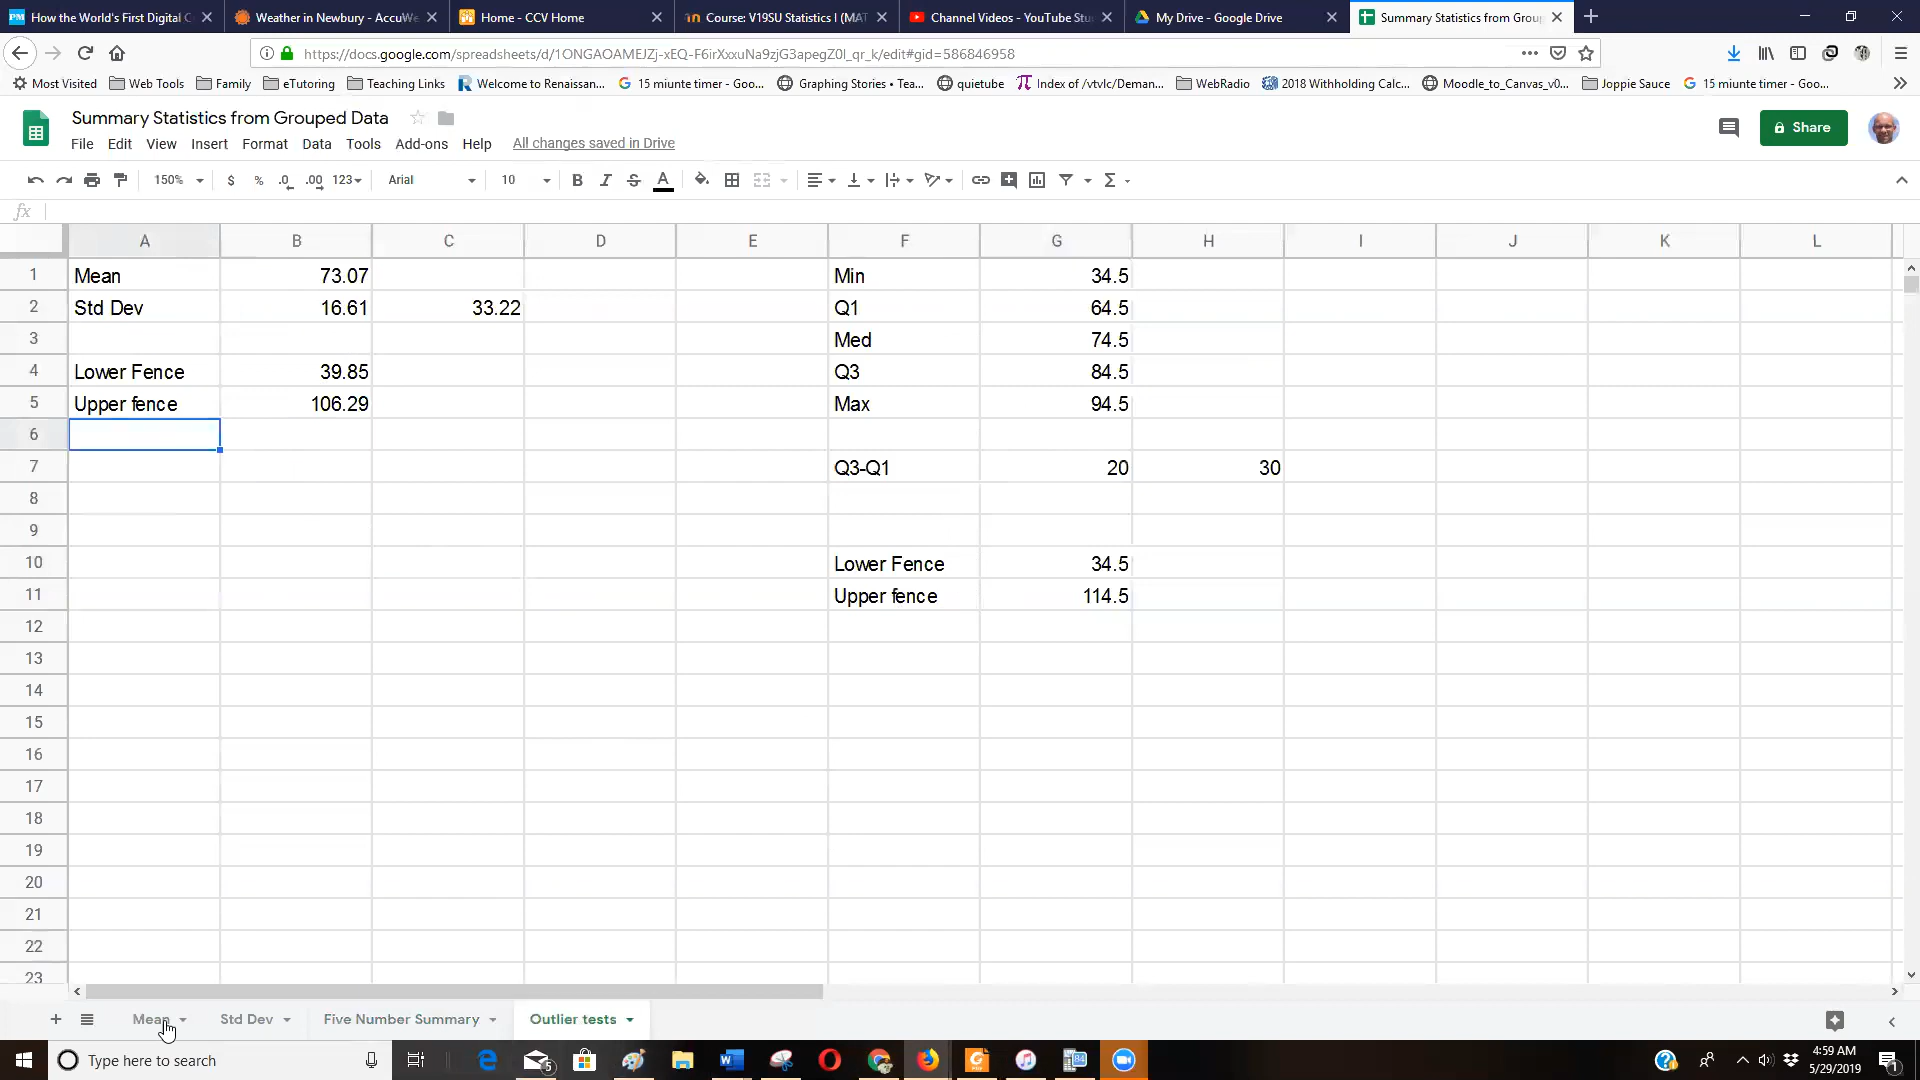 How the World's First Digital C
Weather in Newbury - AccuWe
Home - CCV Home
Course: V19SU Statistics I (MAT
Channel Videos - YouTube Stu
My Drive - Google Drive
Summary Statistics from Group
https://docs.google.com/spreadsheets/d/1ONGAOAMEJZj-xEQ-F6irXxxuNa9zjG3apegZ0l_qr_k/edit#gid=586846958
Most Visited Web Tools Family eTutoring Teaching Links Welcome to Renaissan... 15 miunte timer - Goo... Graphing Stories • Tea... quietube Index of /vtvlc/Deman... WebRadio 2018 Withholding Calc... Moodle_to_Canvas_v0... Joppie Sauce 15 miunte timer - Goo...
Summary Statistics from Grouped Data
Share
File Edit View Insert Format Data Tools Add-ons Help All changes saved in Drive
150% $ % .0 .00 123 Arial 10 B I S A Σ
fx
A B C D E F G H I J K L
1 Mean 73.07 Min 34.5
2 Std Dev 16.61 33.22 Q1 64.5
3 Med 74.5
4 Lower Fence 39.85 Q3 84.5
5 Upper fence 106.29 Max 94.5
6
7 Q3-Q1 20 30
8
9
10 Lower Fence 34.5
11 Upper fence 114.5
12
13
14
15
16
17
18
19
20
21
22
23
Mean Std Dev Five Number Summary Outlier tests
Type here to search
4:59 AM
5/29/2019